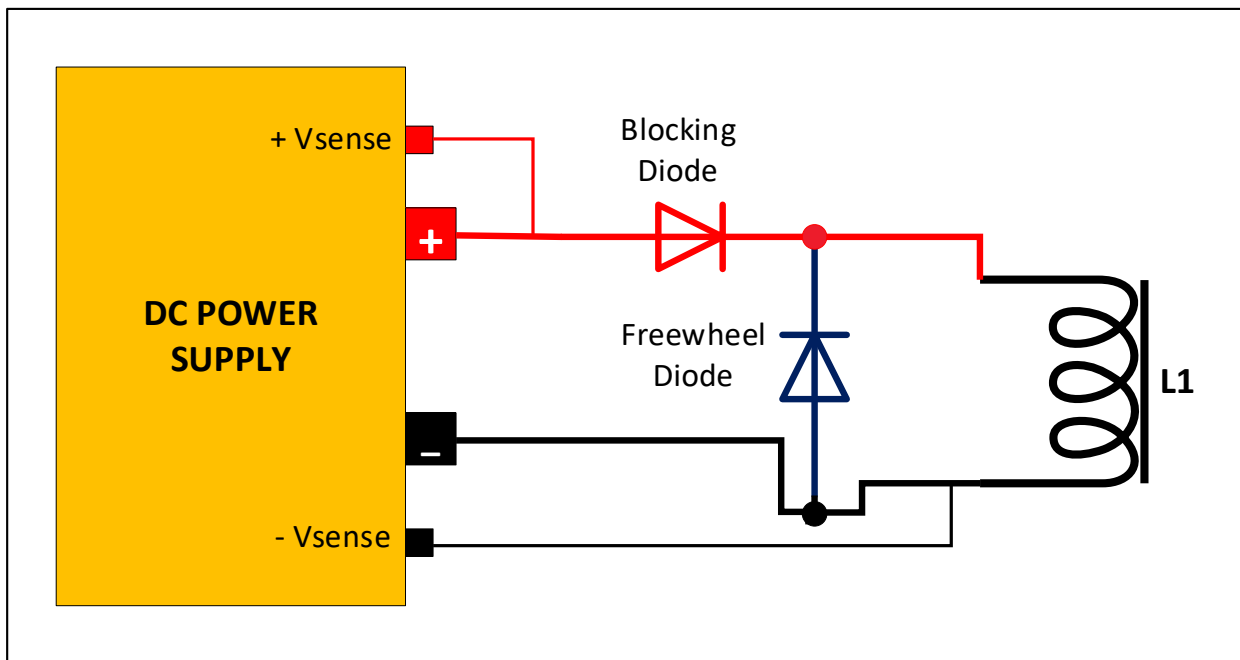 + Vsense
Blocking
Diode
+
DC POWER
SUPPLY
Freewheel
Diode
L1
–
- Vsense